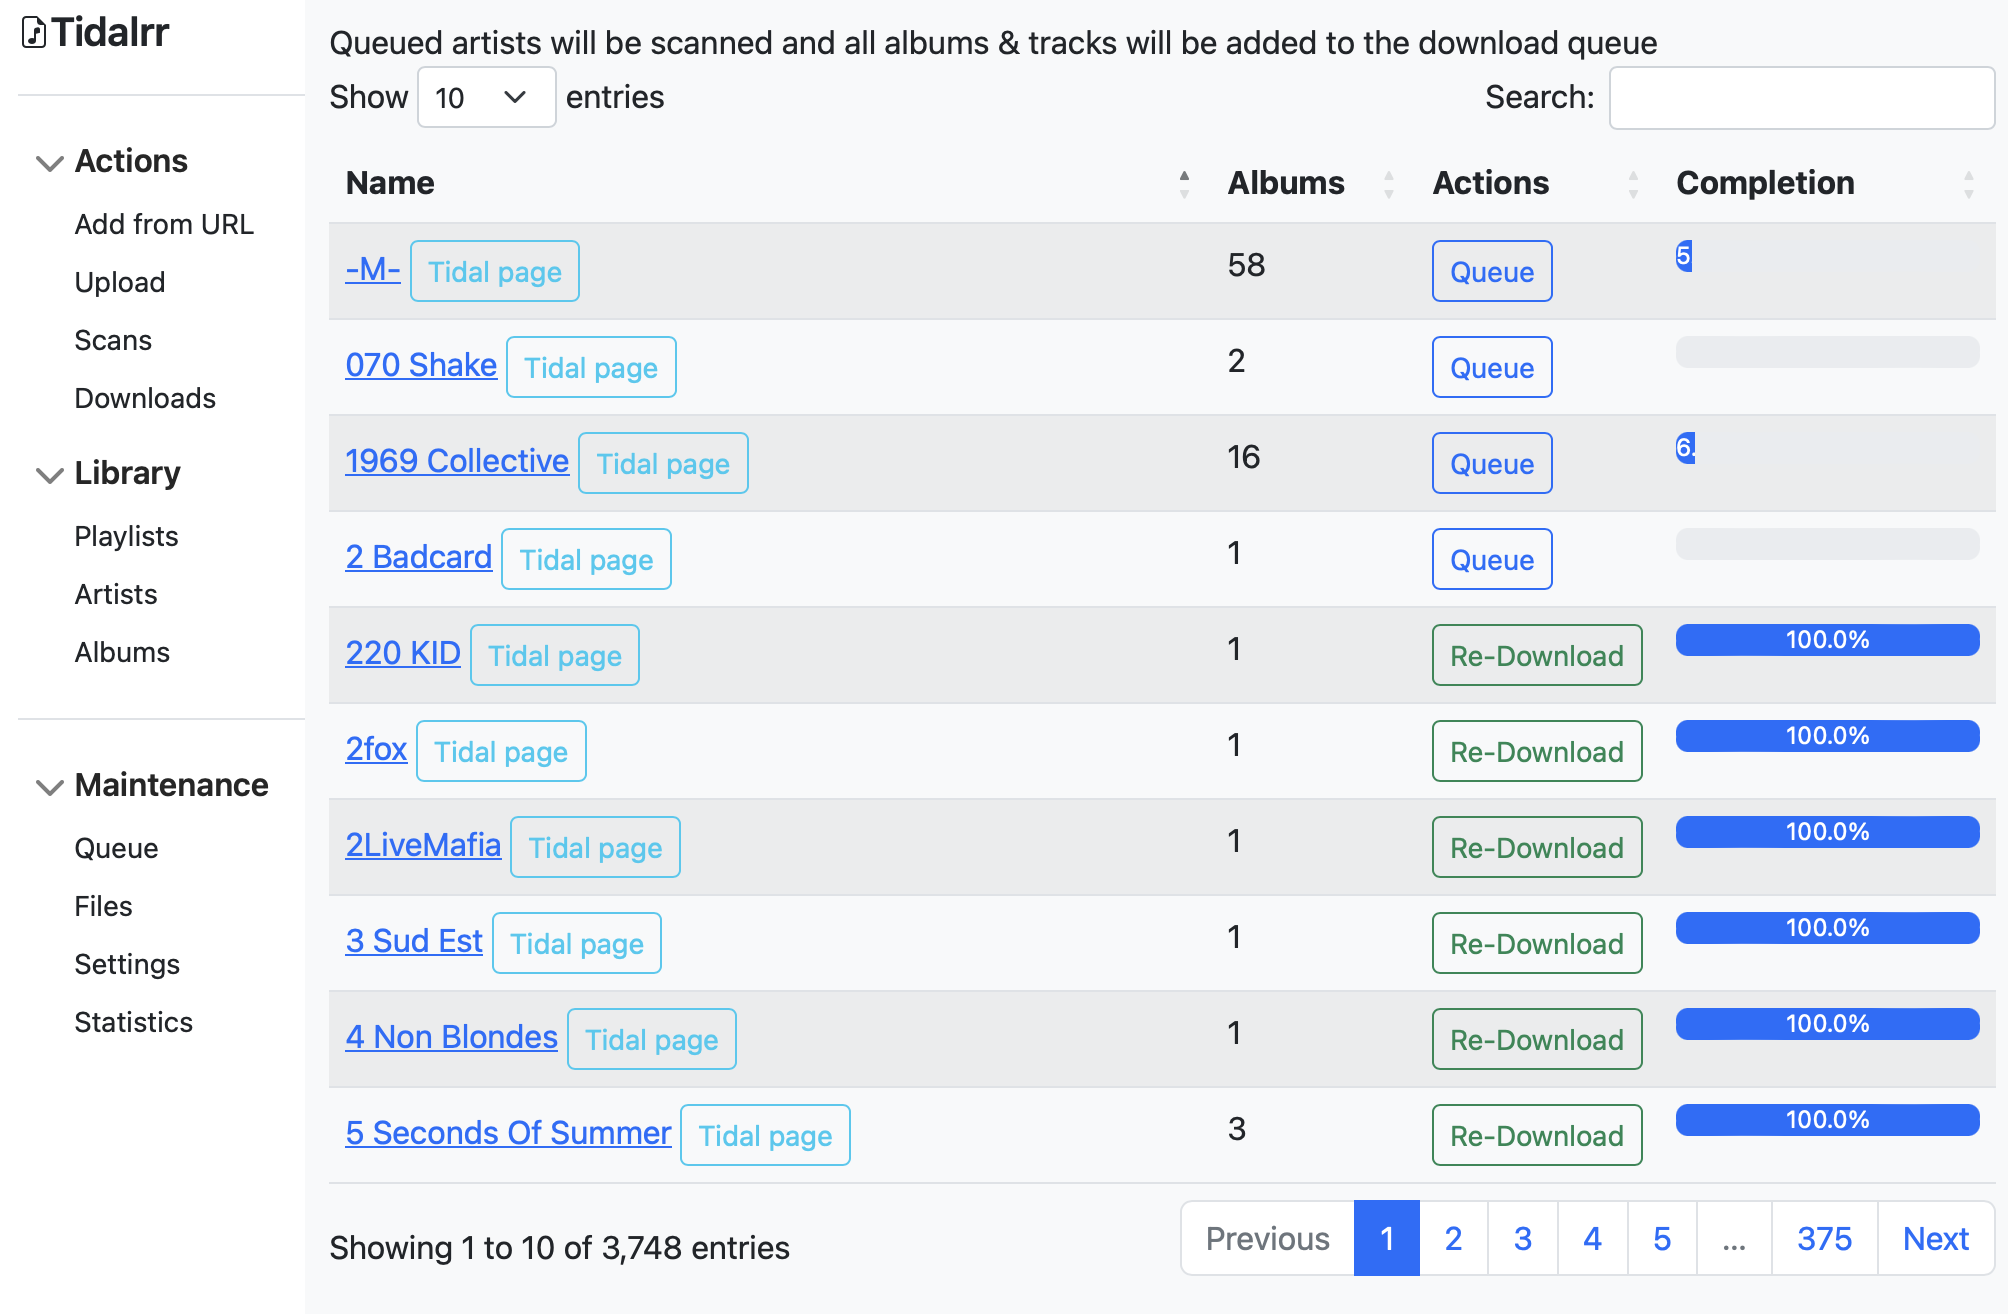 Tidalrr
Actions
Add from URL
Upload
Scans
Downloads
Library
Playlists
Artists
Albums
Maintenance
Queue
Files
Settings
Statistics
Queued artists will be scanned and all albums & tracks will be added to the download queue
Show 10 entries Search:
Name Albums Actions Completion
-M- Tidal page 58 Queue 5
070 Shake Tidal page 2 Queue
1969 Collective Tidal page 16 Queue 6.
2 Badcard Tidal page 1 Queue
220 KID Tidal page 1 Re-Download 100.0%
2fox Tidal page 1 Re-Download 100.0%
2LiveMafia Tidal page 1 Re-Download 100.0%
3 Sud Est Tidal page 1 Re-Download 100.0%
4 Non Blondes Tidal page 1 Re-Download 100.0%
5 Seconds Of Summer Tidal page 3 Re-Download 100.0%
Showing 1 to 10 of 3,748 entries Previous 1 2 3 4 5 ... 375 Next